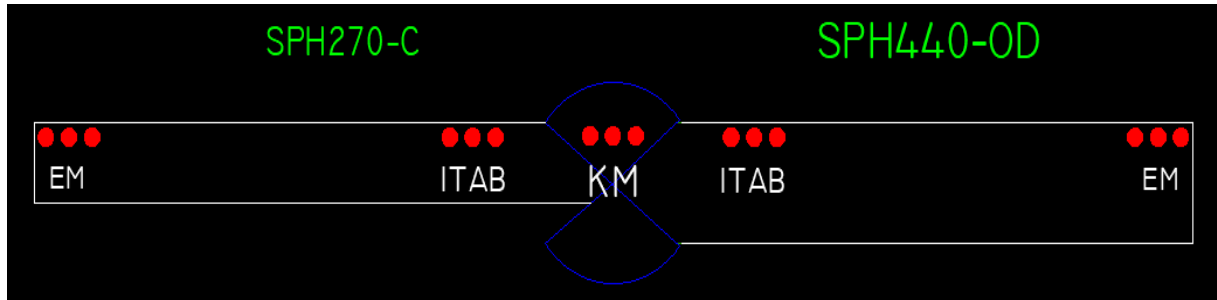 SPH270-C
SPH440-OD
EM
ITAB
KM
ITAB
EM